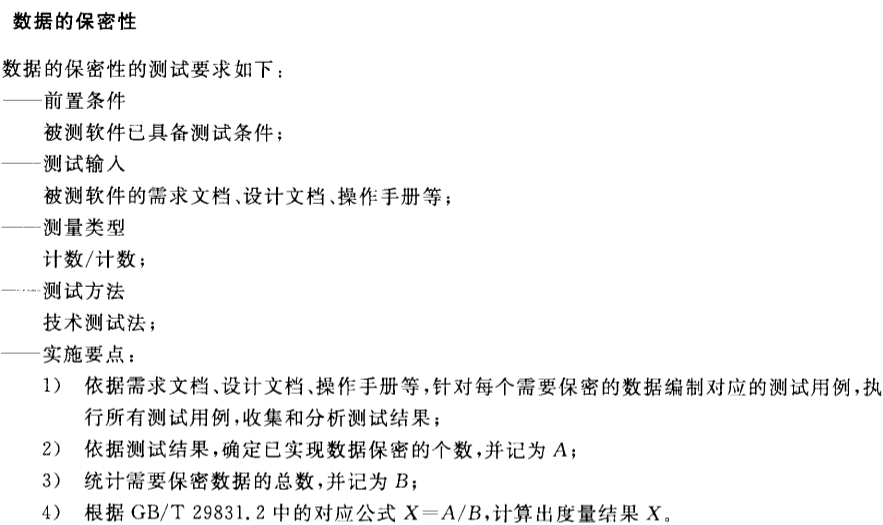 数据的保密性
数据的保密性的测试要求如下：
——前置条件
被测软件已具备测试条件；
——测试输入
被测软件的需求文档、设计文档、操作手册等；
——测量类型
计数/计数；
——测试方法
技术测试法；
——实施要点：
1） 依据需求文档、设计文档、操作手册等，针对每个需要保密的数据编制对应的测试用例，执
行所有测试用例，收集和分析测试结果；
2） 依据测试结果，确定已实现数据保密的个数，并记为 A；
3） 统计需要保密数据的总数，并记为 B；
4） 根据 GB/T 29831.2 中的对应公式 X=A/B，计算出度量结果 X。